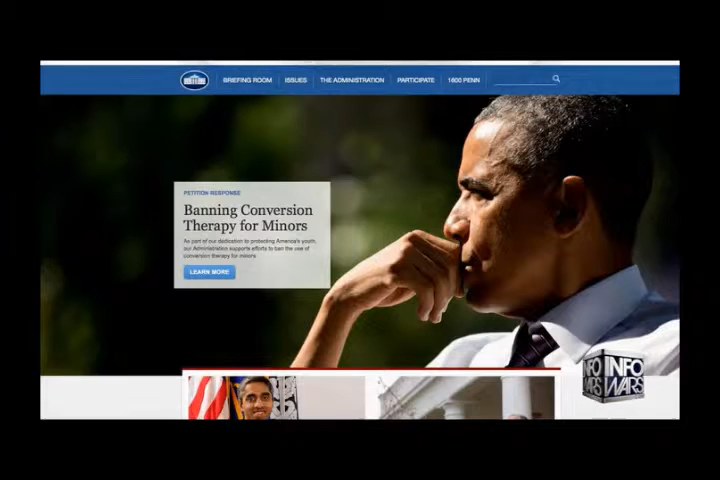 BRIEFING ROOM ISSUES THE ADMINISTRATION PARTICIPATE 1600 PENN
PETITION RESPONSE
Banning Conversion
Therapy for Minors
As part of our dedication to protecting America's youth,
our Administration supports efforts to ban the use of
conversion therapy for minors
LEARN MORE
INFO
WARS
INFO
WARS